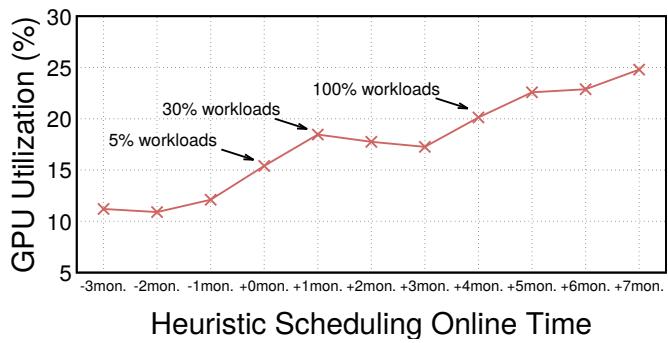 GPU Utilization (%)
30
25
20
15
10
5
100% workloads
30% workloads
5% workloads
-3mon. -2mon. -1mon. +0mon. +1mon. +2mon. +3mon. +4mon. +5mon. +6mon. +7mon.
Heuristic Scheduling Online Time